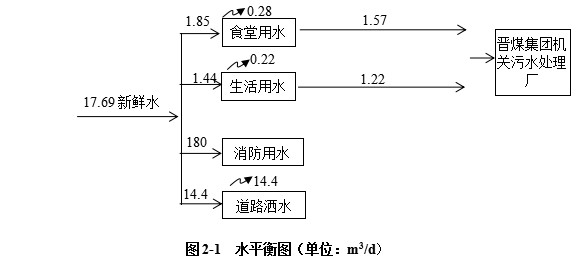 0.28
1.85
食堂用水
1.57
0.22
1.44
生活用水
1.22
晋煤集团机
关污水处理
厂
17.69 新鲜水
180
消防用水
14.4
14.4
道路洒水
图 2-1 水平衡图（单位：m³/d）